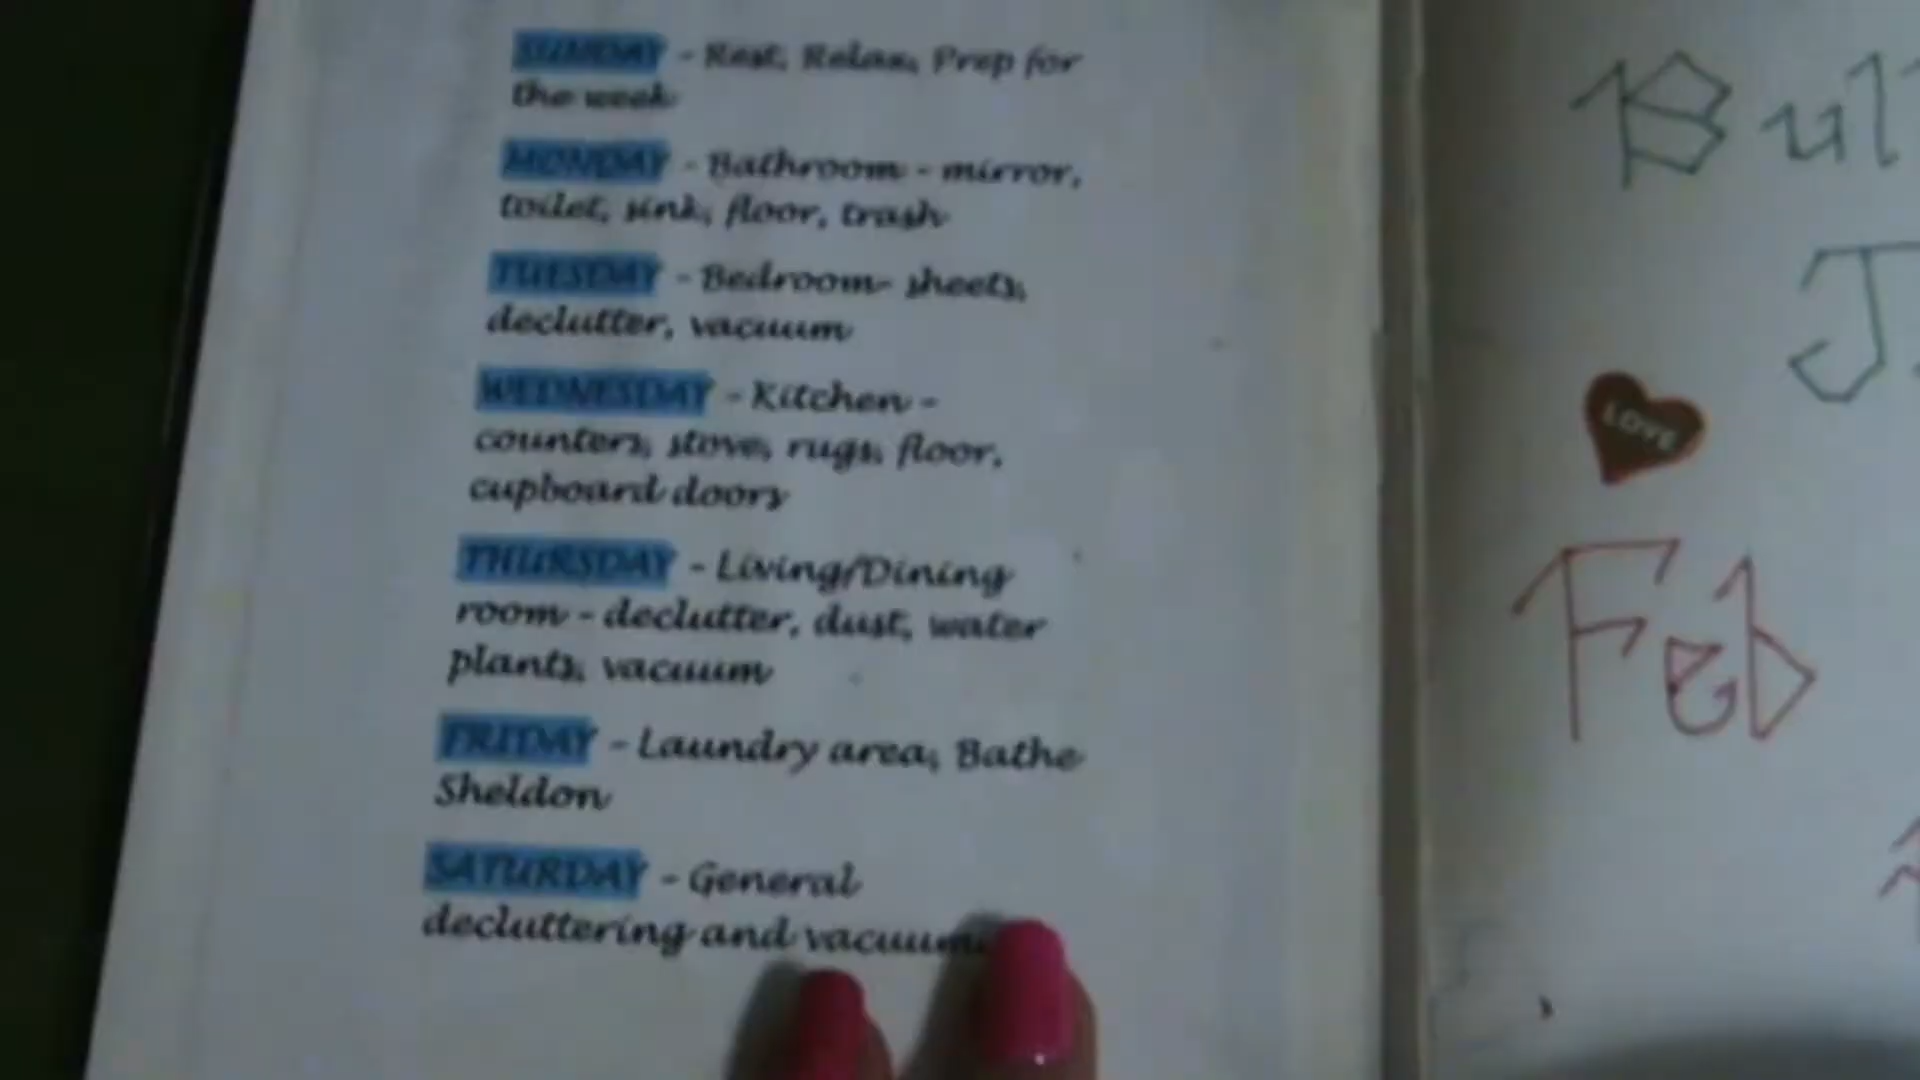 SUNDAY - Rest, Relax, Prep for
the week
MONDAY - Bathroom - mirror,
toilet, sink, floor, trash
TUESDAY - Bedroom- sheets,
declutter, vacuum
WEDNESDAY - Kitchen -
counters, stove, rugs, floor,
cupboard doors
THURSDAY - Living/Dining
room - declutter, dust, water
plants, vacuum
FRIDAY - Laundry area, Bathe
Sheldon
SATURDAY - General
decluttering and vacuum
Bul
J
LOVE
Feb